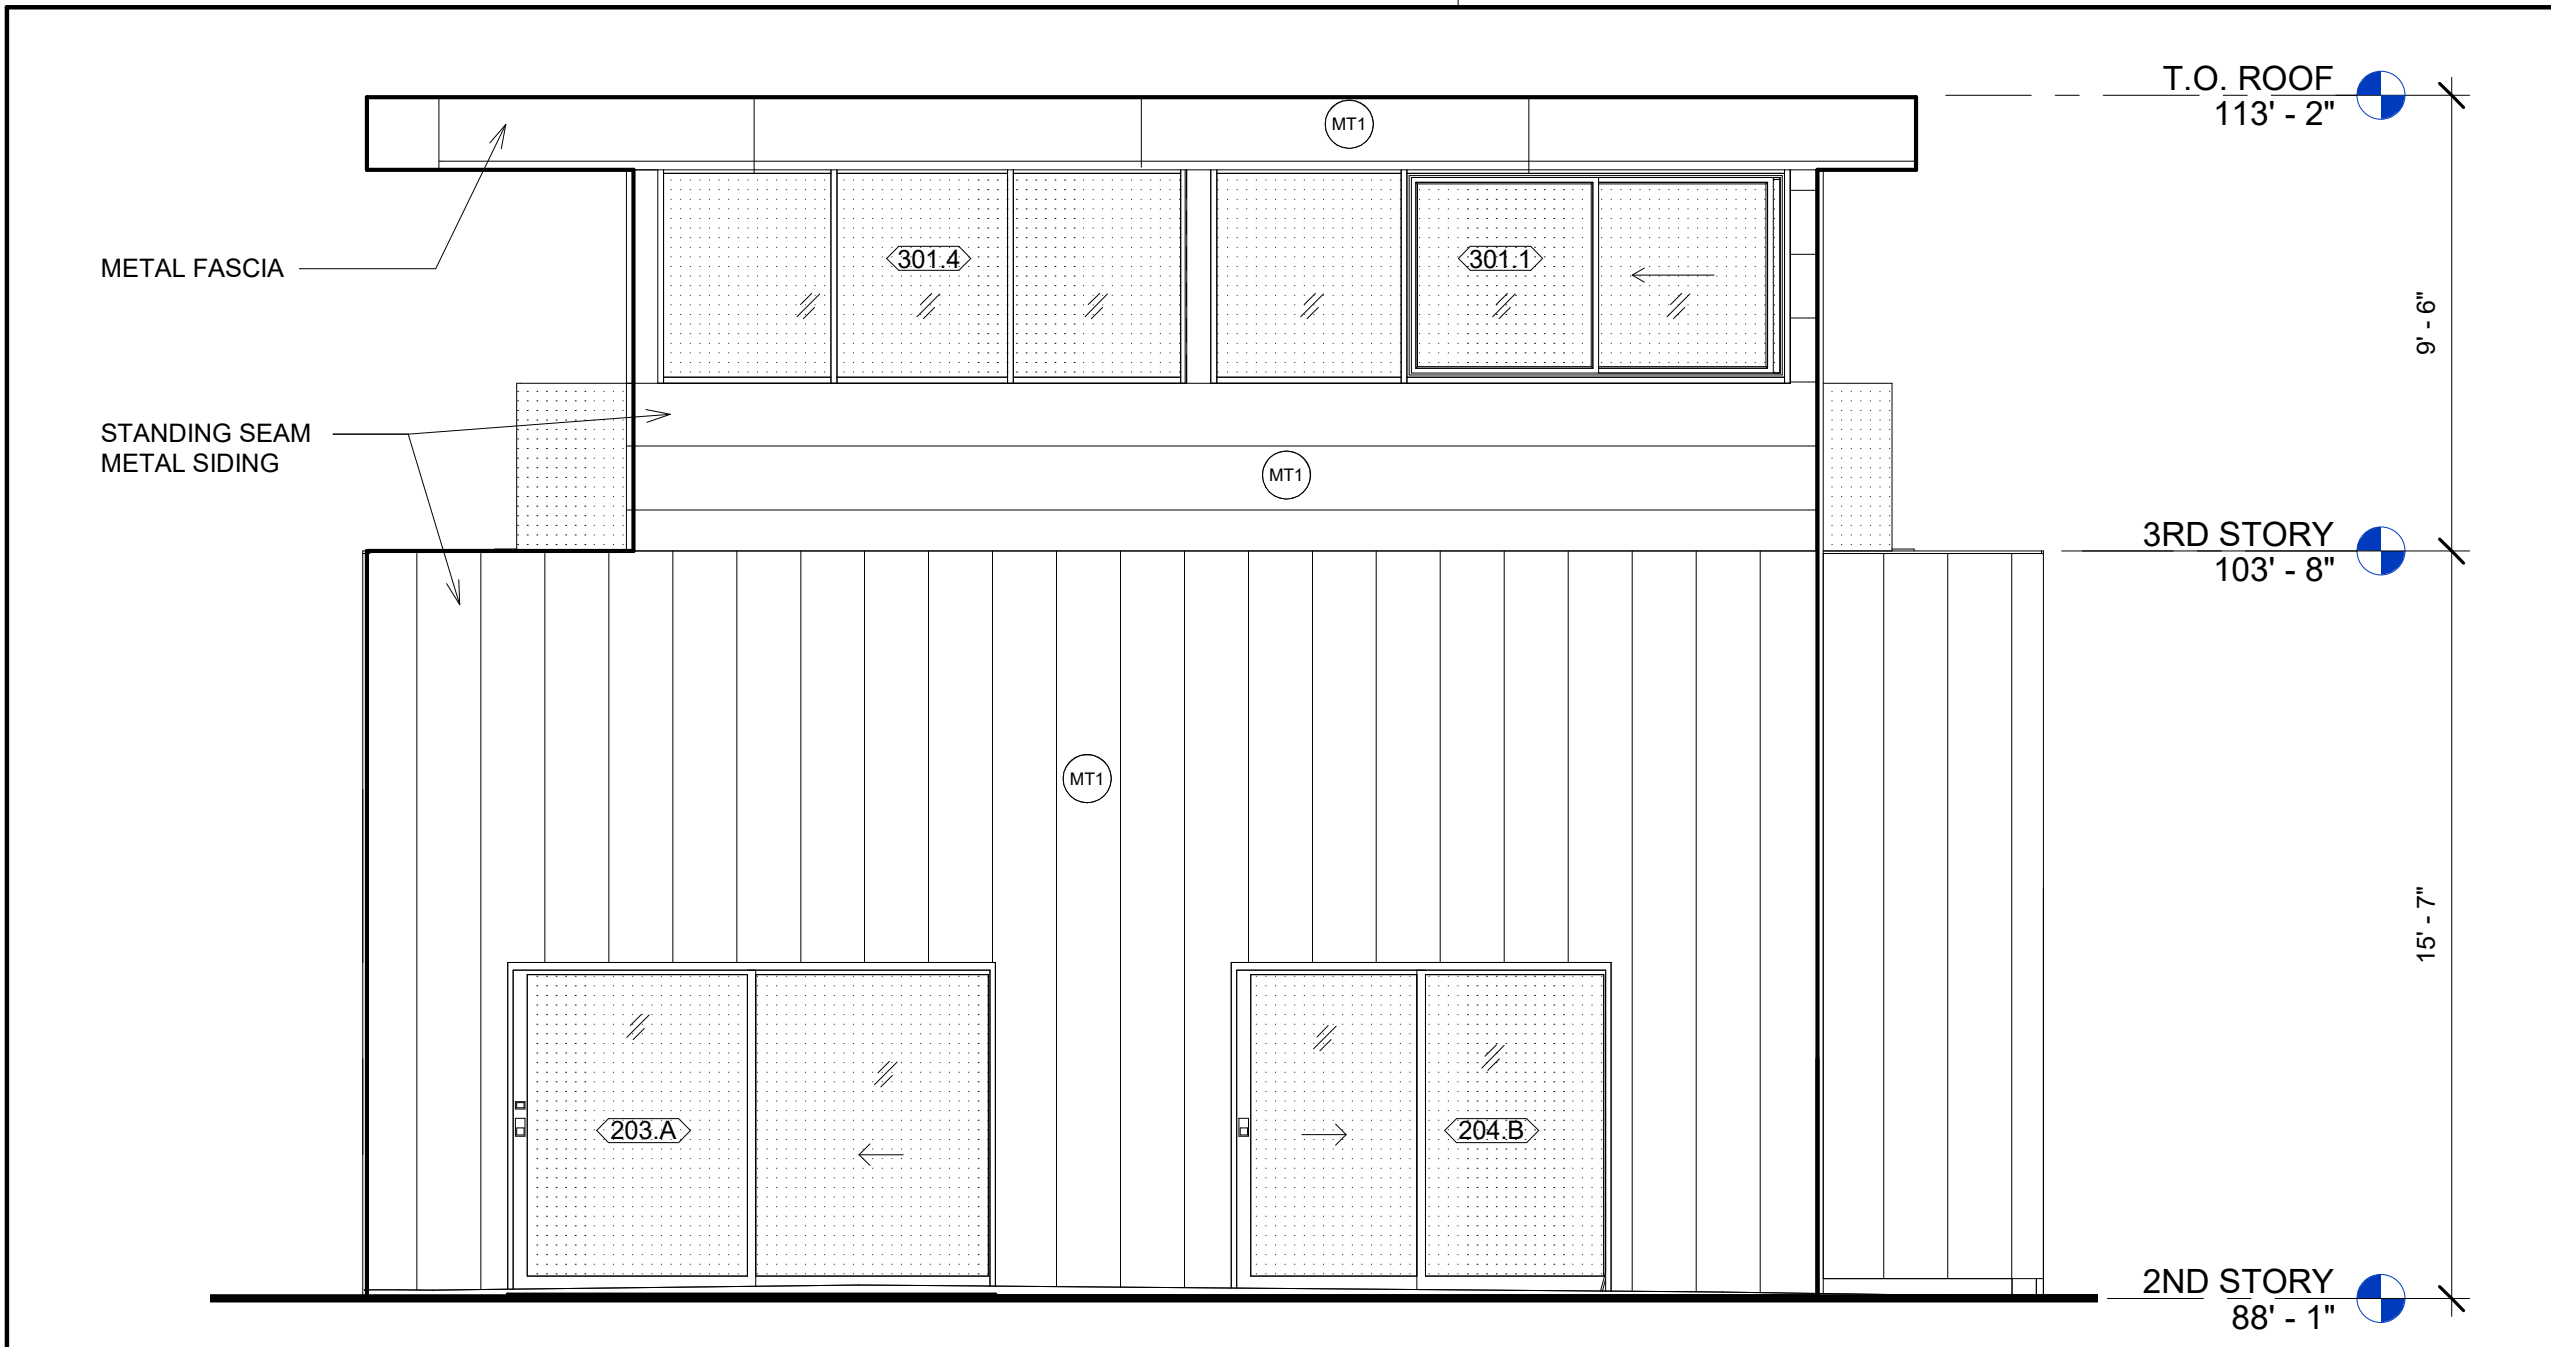 T.O. ROOF
113' - 2"
MT1
METAL FASCIA
301.4
301.1
9' - 6"
STANDING SEAM
METAL SIDING
MT1
3RD STORY
103' - 8"
MT1
15' - 7"
203.A
204.B
2ND STORY
88' - 1"